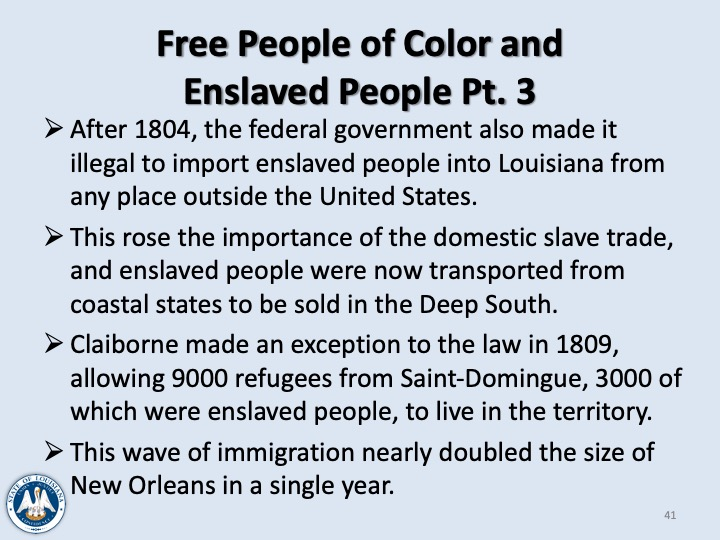 Free People of Color and
Enslaved People Pt. 3
➢ After 1804, the federal government also made it
illegal to import enslaved people into Louisiana from
any place outside the United States.
➢ This rose the importance of the domestic slave trade,
and enslaved people were now transported from
coastal states to be sold in the Deep South.
➢ Claiborne made an exception to the law in 1809,
allowing 9000 refugees from Saint-Domingue, 3000 of
which were enslaved people, to live in the territory.
➢ This wave of immigration nearly doubled the size of
New Orleans in a single year.
STATE OF LOUISIANA
CONFIDENCE
41